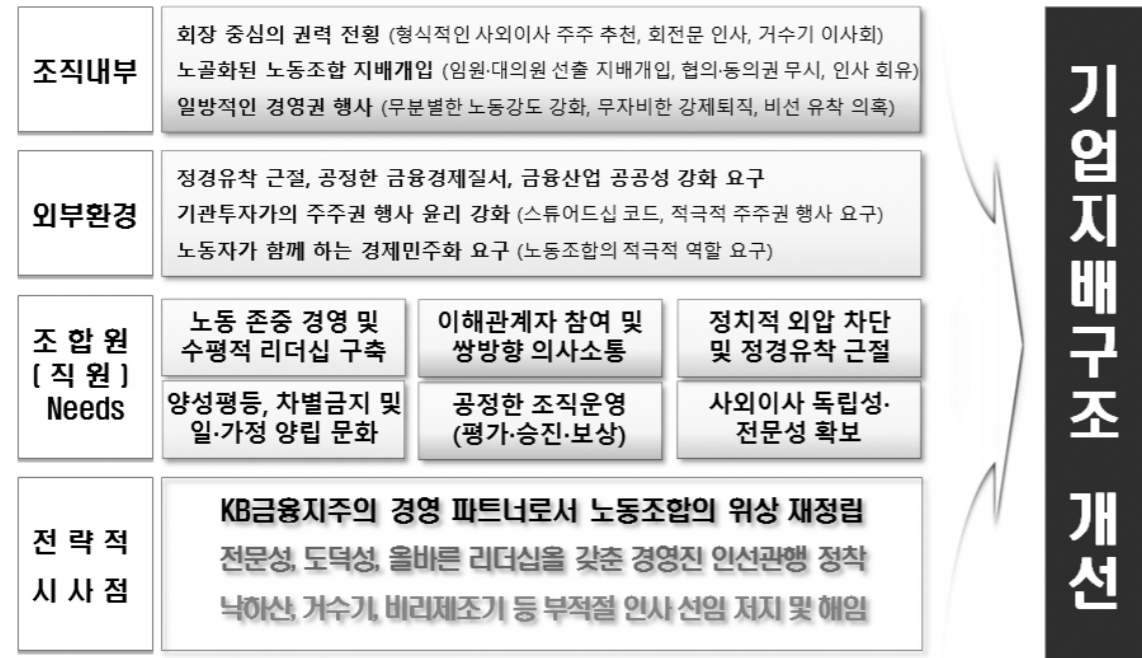 조직내부
회장 중심의 권력 전횡 (형식적인 사외이사 주주 추천, 회전문 인사, 거수기 이사회)
노골화된 노동조합 지배개입 (임원·대의원 선출 지배개입, 협의·동의권 무시, 인사 회유)
일방적인 경영권 행사 (무분별한 노동강도 강화, 무자비한 강제퇴직, 비선 유착 의혹)
외부환경
정경유착 근절, 공정한 금융경제질서, 금융산업 공공성 강화 요구
기관투자가의 주주권 행사 윤리 강화 (스튜어드십 코드, 적극적 주주권 행사 요구)
노동자가 함께 하는 경제민주화 요구 (노동조합의 적극적 역할 요구)
조 합 원
( 직 원 )
Needs
노동 존중 경영 및
수평적 리더십 구축
이해관계자 참여 및
쌍방향 의사소통
정치적 외압 차단
및 정경유착 근절
양성평등, 차별금지 및
일·가정 양립 문화
공정한 조직운영
(평가·승진·보상)
사외이사 독립성·
전문성 확보
전 략 적
시 사 점
KB금융지주의 경영 파트너로서 노동조합의 위상 재정립
전문성, 도덕성, 올바른 리더십을 갖춘 경영진 인선관행 정착
낙하산, 거수기, 비리제조기 등 부적절 인사 선임 저지 및 해임
기업지배구조 개선